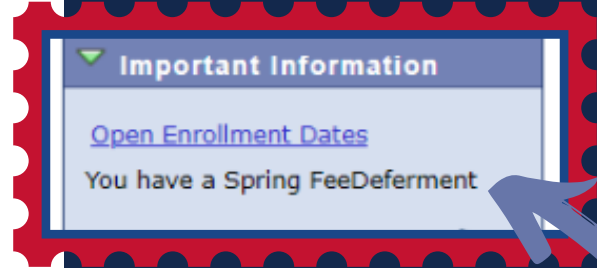 Important Information
Open Enrollment Dates
You have a Spring FeeDeferment